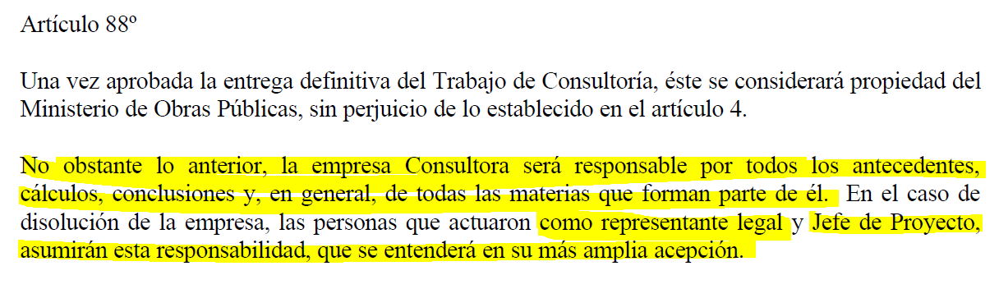 Artículo 88º
Una vez aprobada la entrega definitiva del Trabajo de Consultoría, éste se considerará propiedad del
Ministerio de Obras Públicas, sin perjuicio de lo establecido en el artículo 4.
No obstante lo anterior, la empresa Consultora será responsable por todos los antecedentes,
cálculos, conclusiones y, en general, de todas las materias que forman parte de él. En el caso de
disolución de la empresa, las personas que actuaron como representante legal y Jefe de Proyecto,
asumirán esta responsabilidad, que se entenderá en su más amplia acepción.